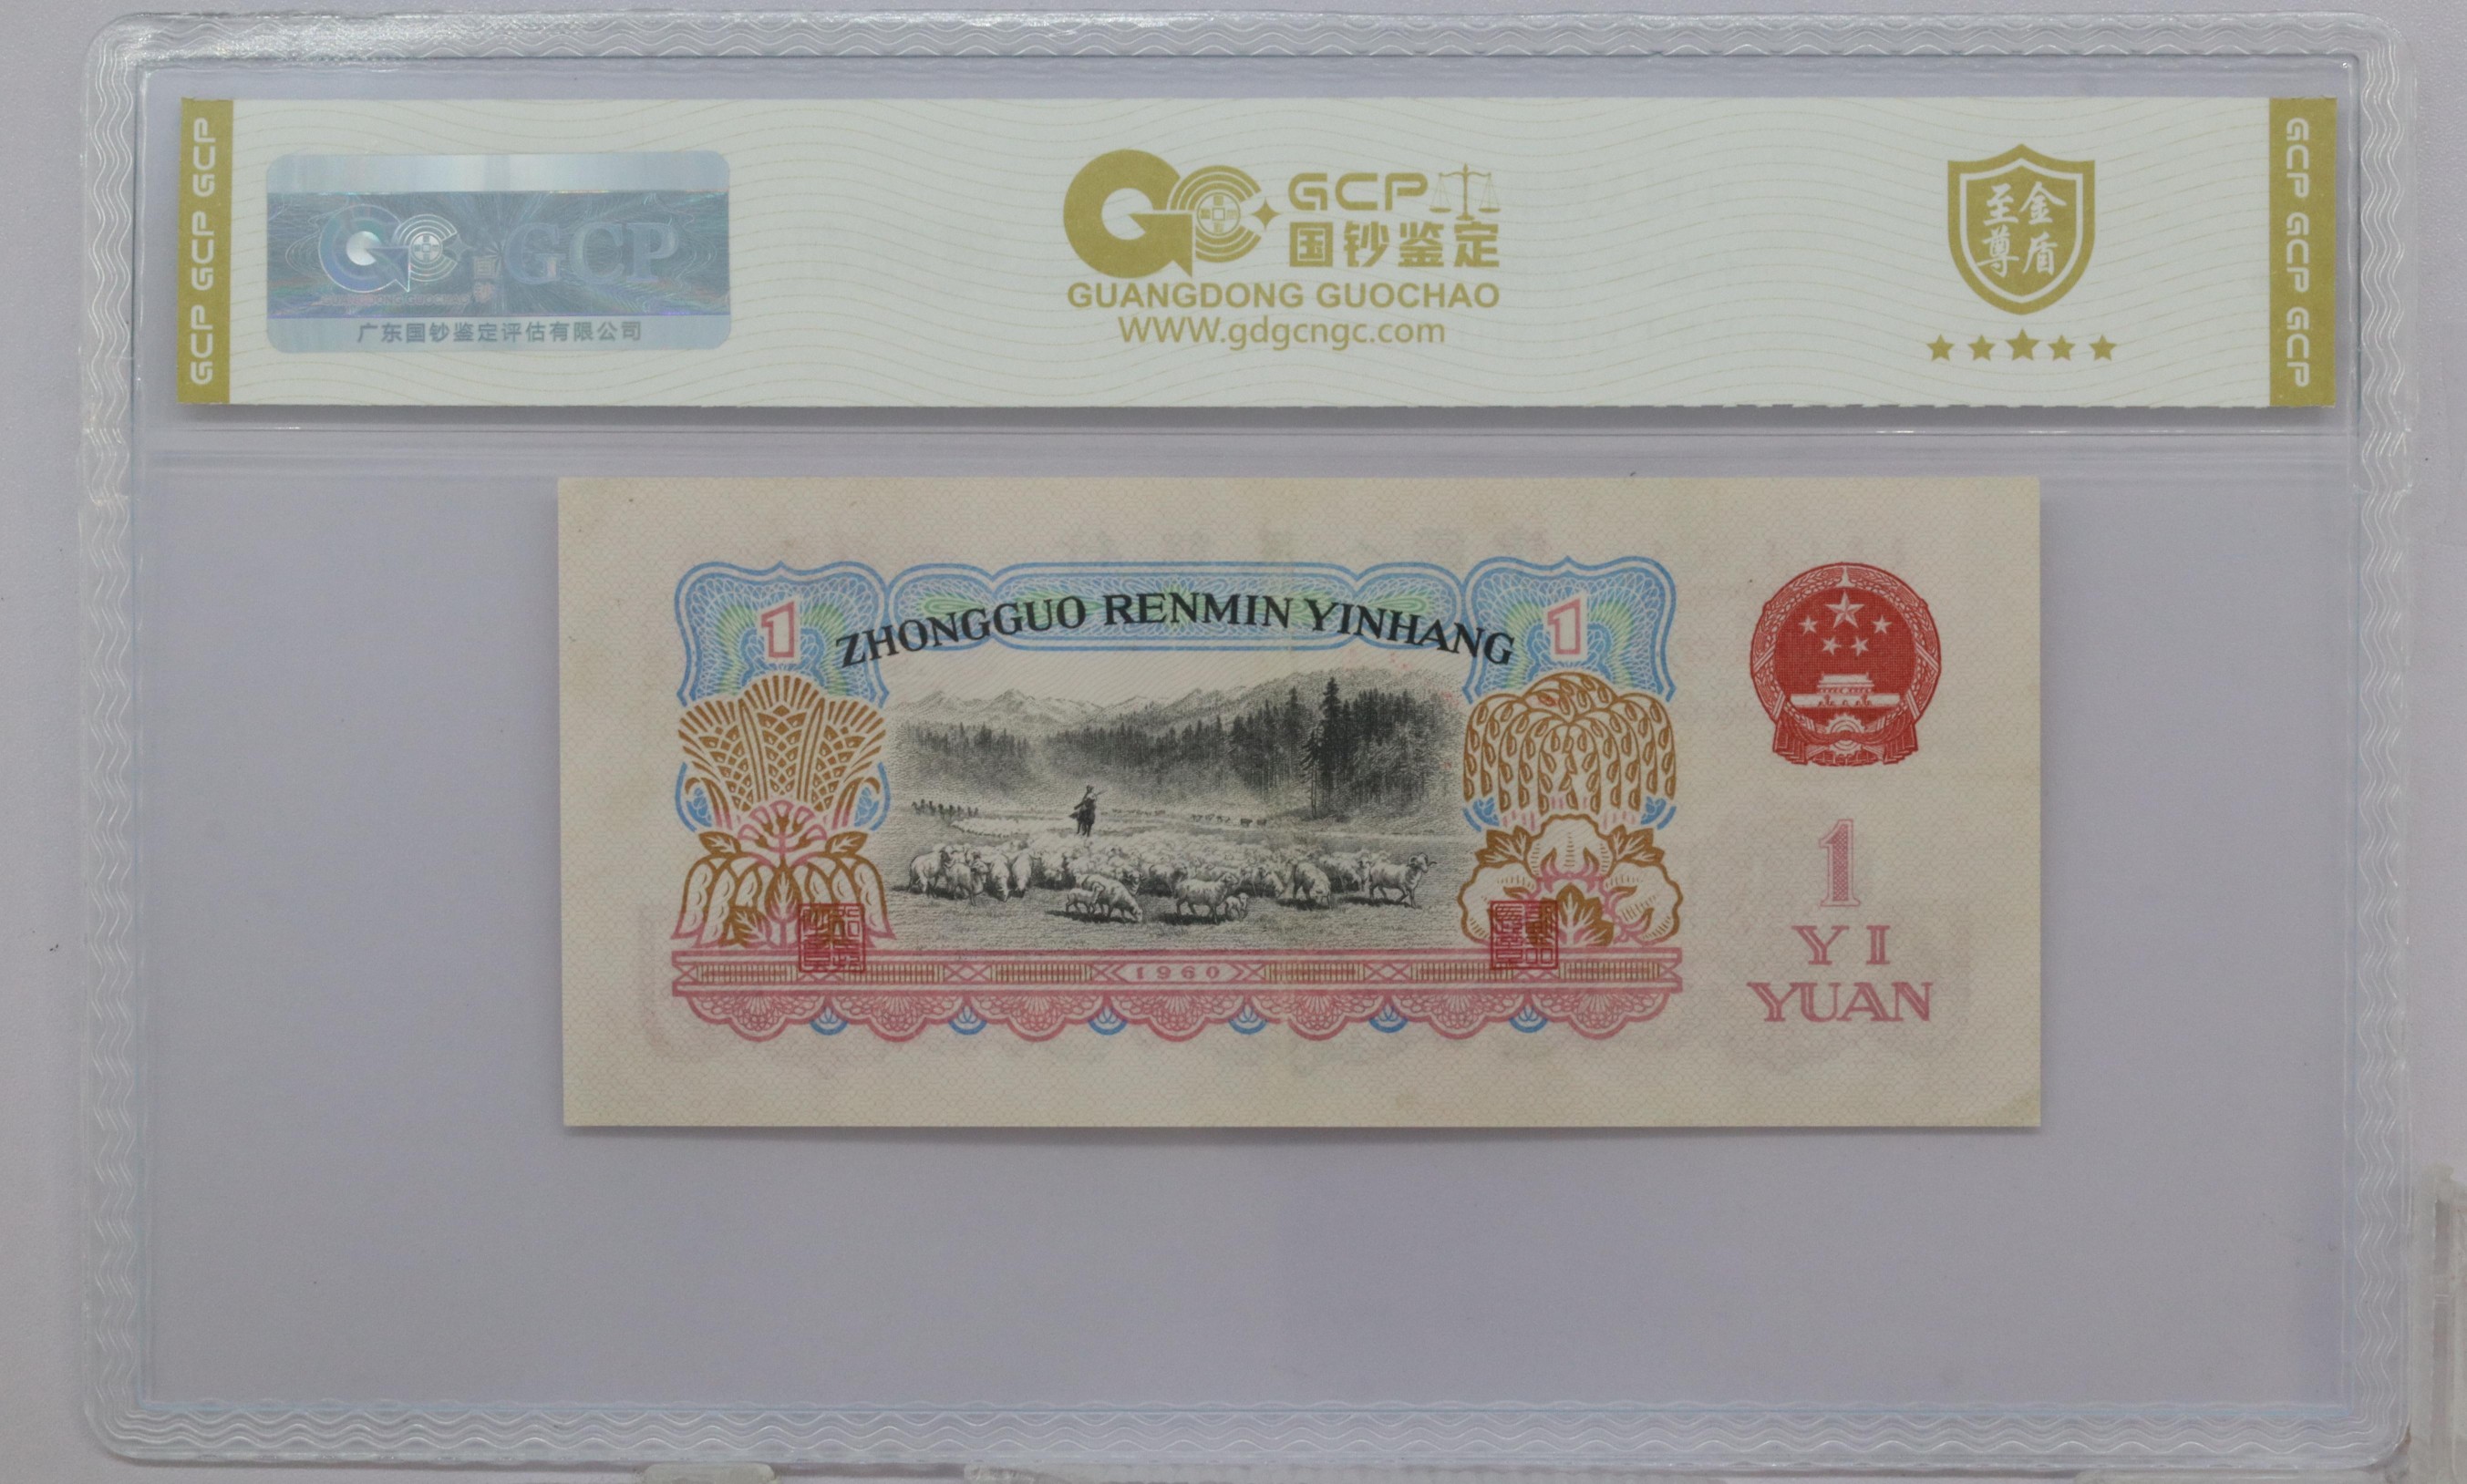 GCP GCP GCP
GUANGDONG GUOCHAO
GCP
广东国钞鉴定评估有限公司
GCP
国钞鉴定
GUANGDONG GUOCHAO
WWW.gdgcngc.com
至尊
金盾
GCP GCP GCP
1
ZHONGGUO RENMIN YINHANG
1
1960
1
YI
YUAN